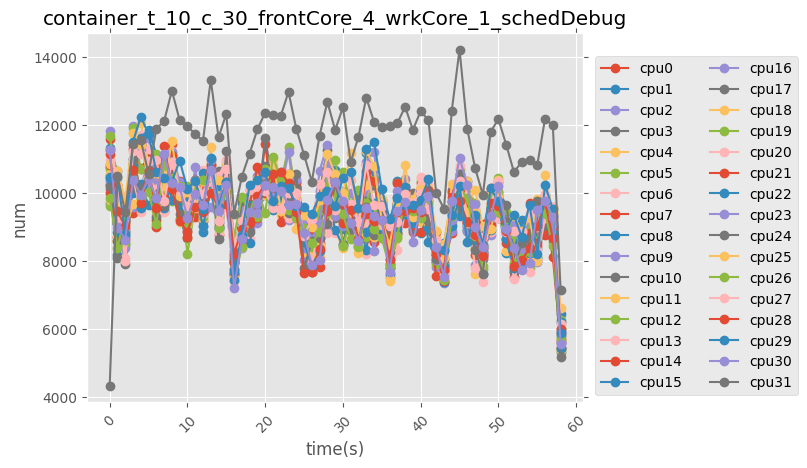 container_t_10_c_30_frontCore_4_wrkCore_1_schedDebug
num
14000
12000
10000
8000
6000
4000
0
10
20
30
40
50
60
time(s)
cpu0
cpu1
cpu2
cpu3
cpu4
cpu5
cpu6
cpu7
cpu8
cpu9
cpu10
cpu11
cpu12
cpu13
cpu14
cpu15
cpu16
cpu17
cpu18
cpu19
cpu20
cpu21
cpu22
cpu23
cpu24
cpu25
cpu26
cpu27
cpu28
cpu29
cpu30
cpu31